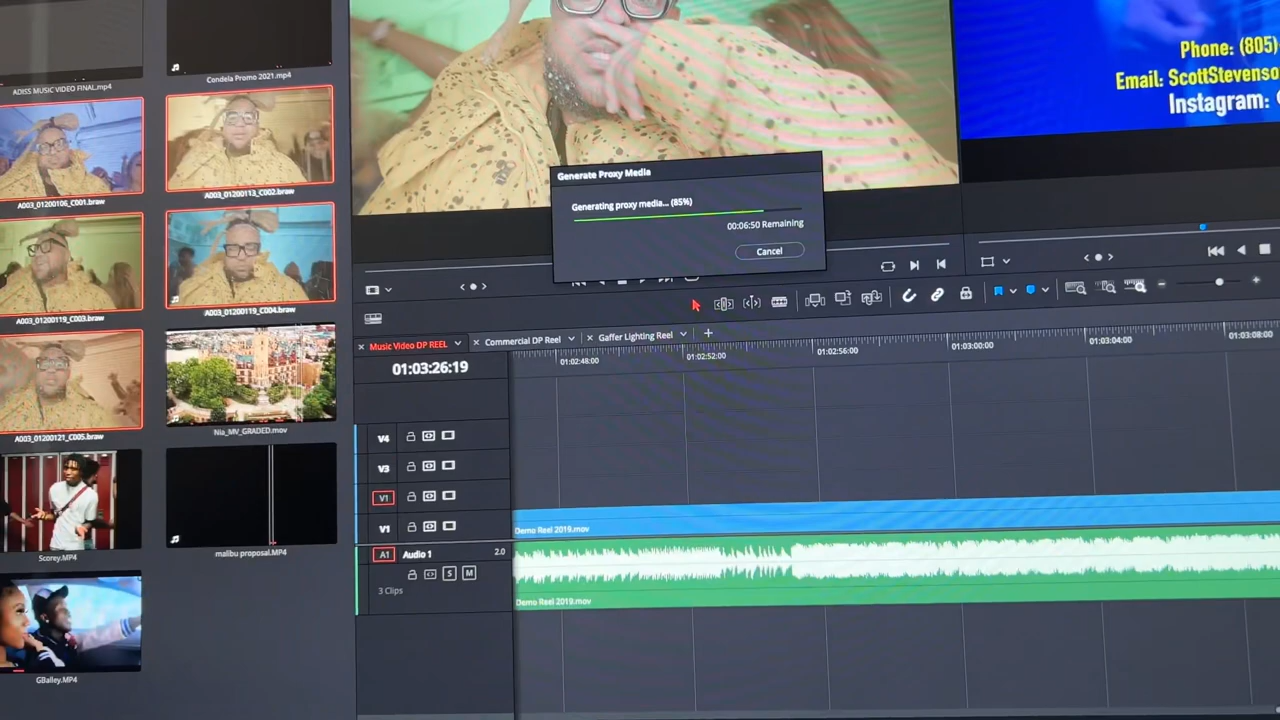 ADISS MUSIC VIDEO FINAL.mp4
Condela Promo 2021.mp4
A003_01200106_C001.braw
A003_01200113_C002.braw
A003_01200119_C003.braw
A003_01200119_C004.braw
A003_01200121_C005.braw
Nia_MV_GRADED.mov
Scorey.MP4
malibu proposal.MP4
GBailey.MP4
Phone: (805)
Email: ScottStevenso
Instagram:
Generate Proxy Media
Generating proxy media... (85%)
00:06:50 Remaining
Cancel
Music Video DP REEL
Commercial DP Reel
Gaffer Lighting Reel
01:03:26:19
01:02:48:00
01:02:52:00
01:02:56:00
01:03:00:00
01:03:04:00
01:03:08:00
V4
V3
V1
V1
Demo Reel 2019.mov
A1 Audio 1 2.0
S M
3 Clips
Demo Reel 2019.mov